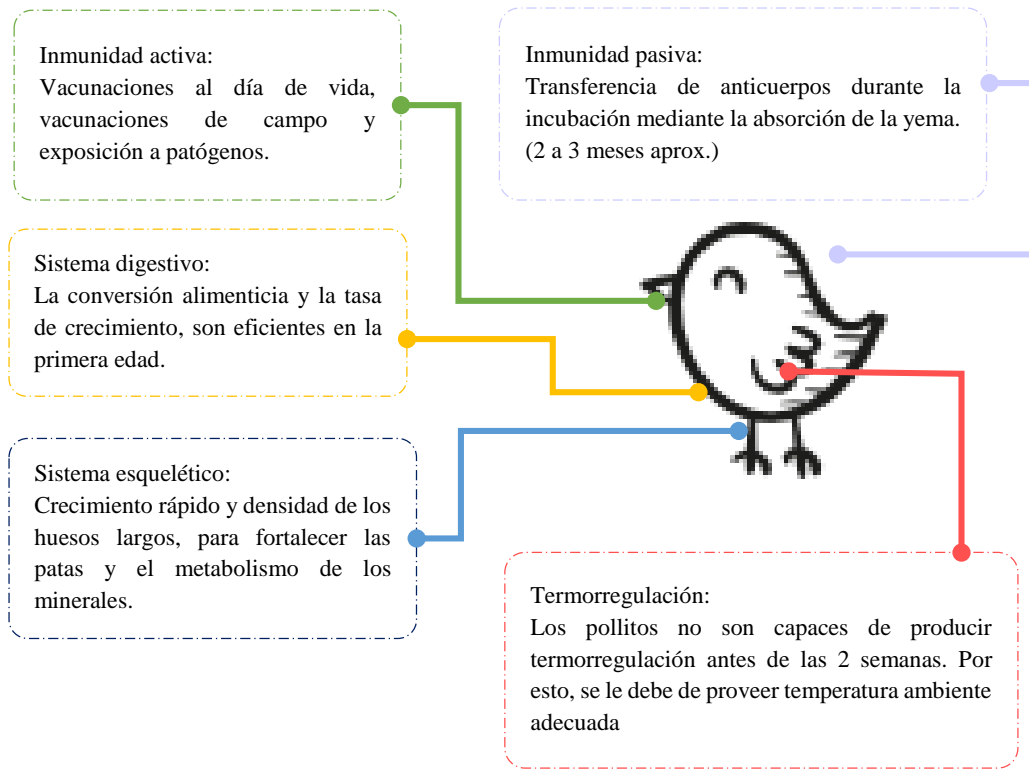 Inmunidad activa:
Vacunaciones al día de vida,
vacunaciones de campo y
exposición a patógenos.
Inmunidad pasiva:
Transferencia de anticuerpos durante la
incubación mediante la absorción de la yema.
(2 a 3 meses aprox.)
Sistema digestivo:
La conversión alimenticia y la tasa
de crecimiento, son eficientes en la
primera edad.
Sistema esquelético:
Crecimiento rápido y densidad de los
huesos largos, para fortalecer las
patas y el metabolismo de los
minerales.
Termorregulación:
Los pollitos no son capaces de producir
termorregulación antes de las 2 semanas. Por
esto, se le debe de proveer temperatura ambiente
adecuada